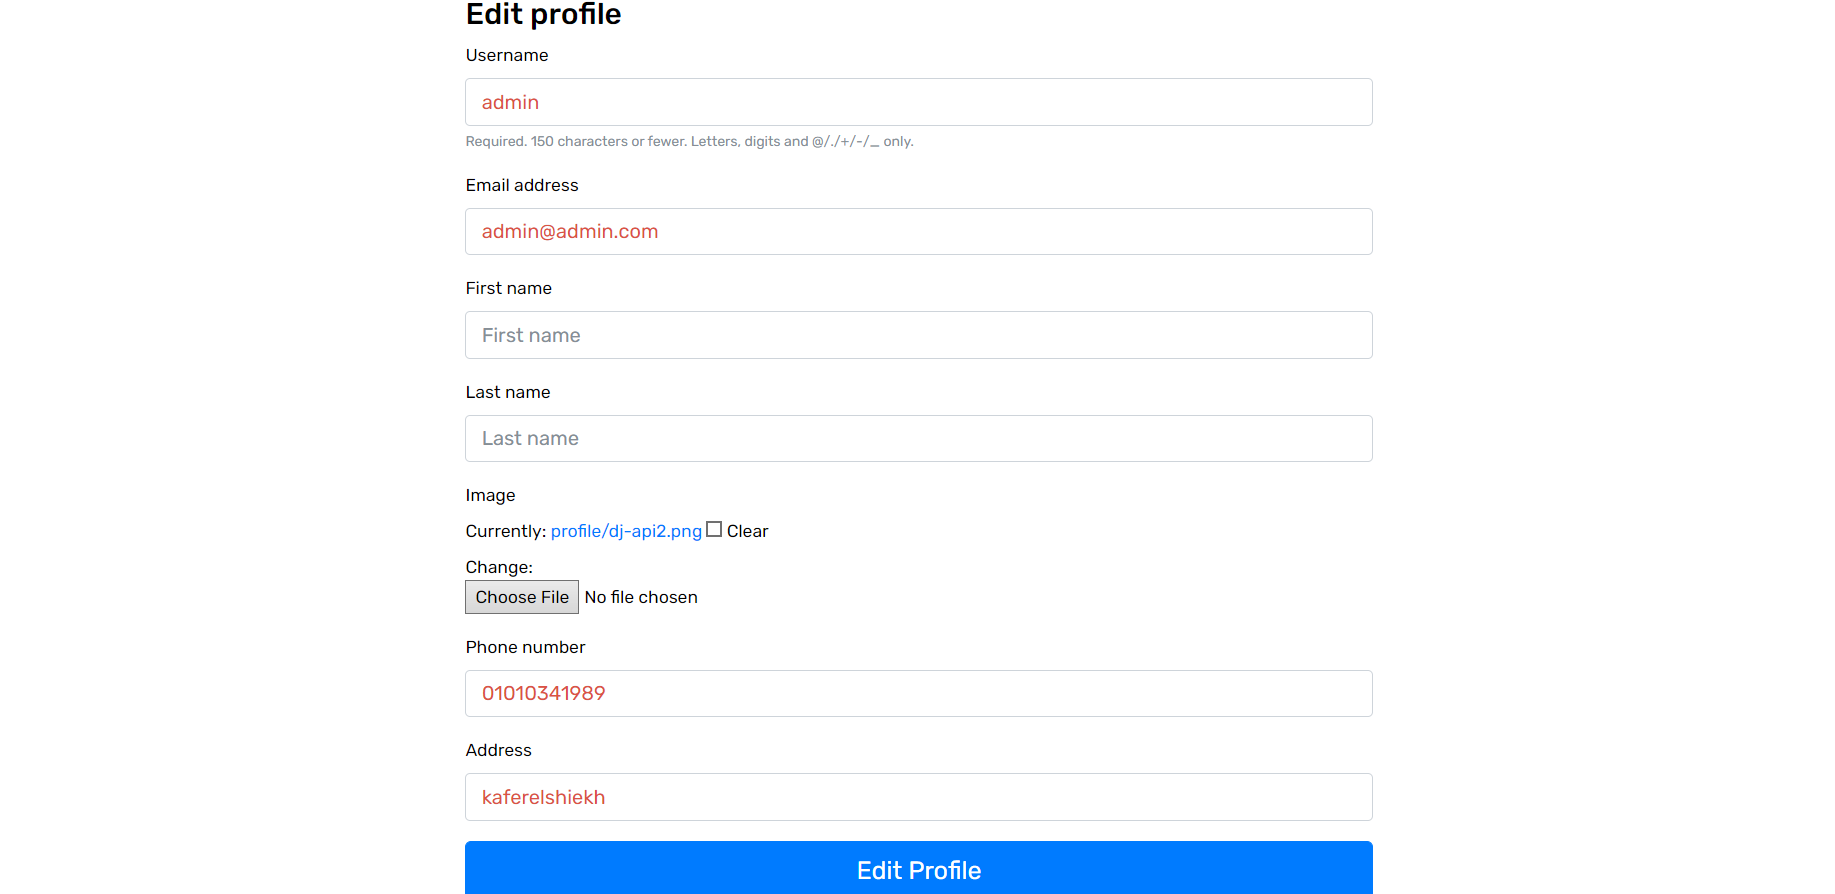 Edit profile
Username
admin
Required. 150 characters or fewer. Letters, digits and @/./+/-/_ only.
Email address
admin@admin.com
First name
First name
Last name
Last name
Image
Currently: profile/dj-api2.png Clear
Change:
Choose File No file chosen
Phone number
01010341989
Address
kaferelshiekh
Edit Profile